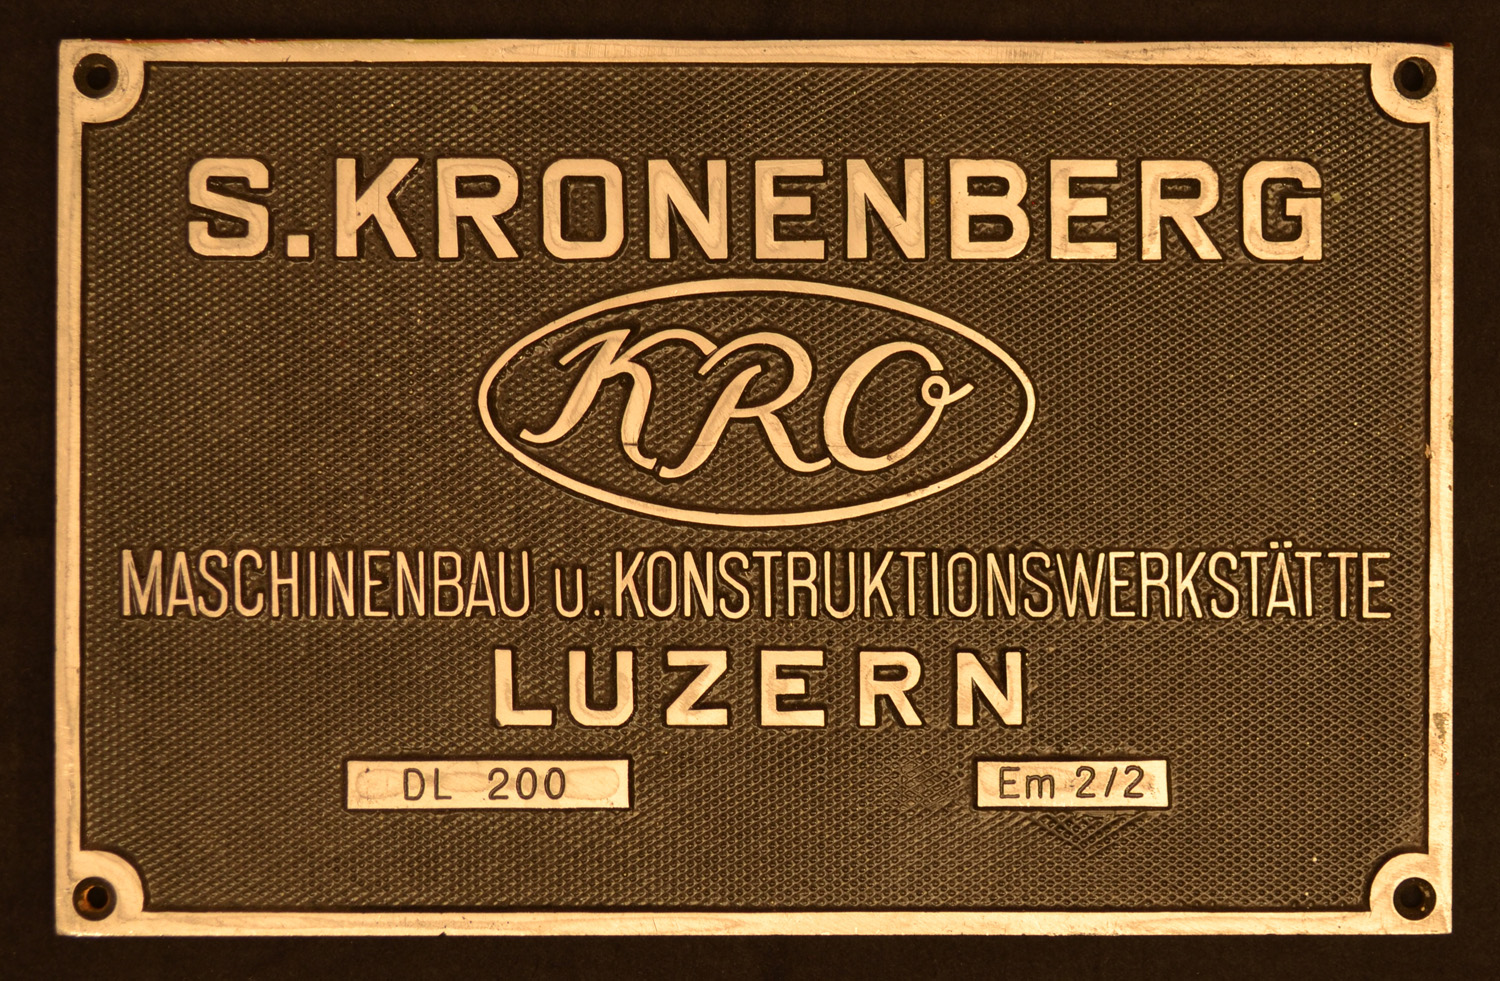 S.KRONENBERG
KRO
MASCHINENBAU u. KONSTRUKTIONSWERKSTÄTTE
LUZERN
DL 200 Em 2/2